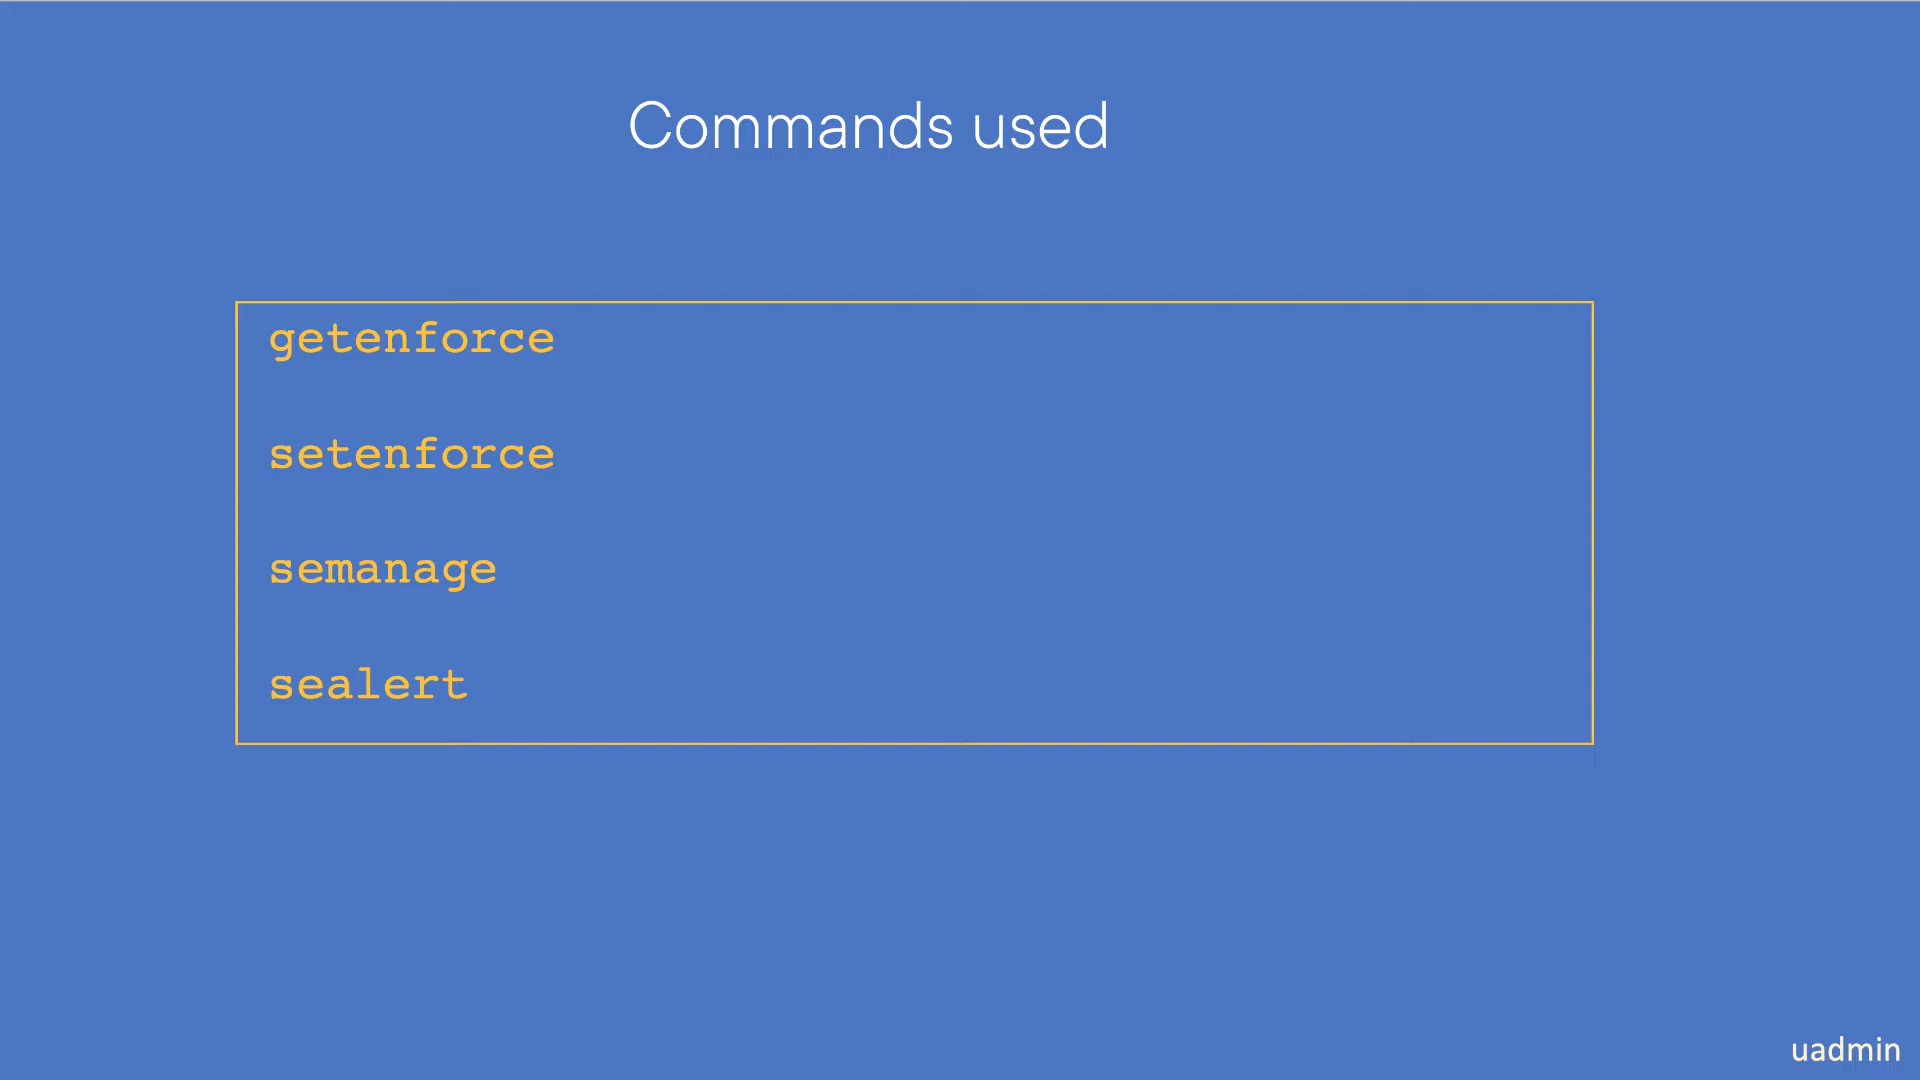 Commands used
getenforce
setenforce
semanage
sealert
uadmin